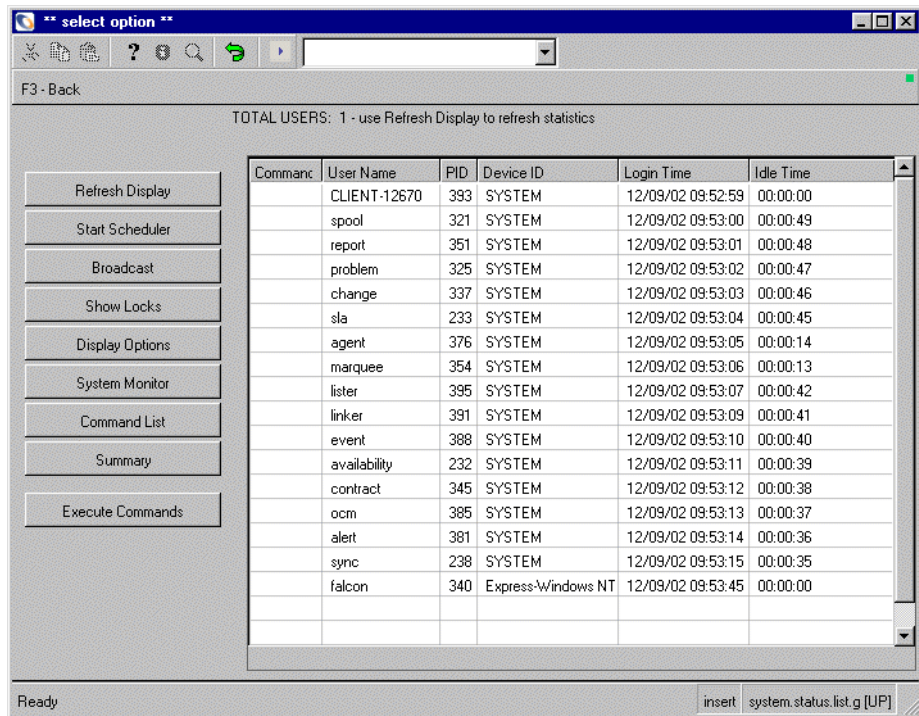 ** select option **
F3 - Back
TOTAL USERS: 1 - use Refresh Display to refresh statistics
Refresh Display
Start Scheduler
Broadcast
Show Locks
Display Options
System Monitor
Command List
Summary
Execute Commands
Commanc User Name PID Device ID Login Time Idle Time
CLIENT-12670 393 SYSTEM 12/09/02 09:52:59 00:00:00
spool 321 SYSTEM 12/09/02 09:53:00 00:00:49
report 351 SYSTEM 12/09/02 09:53:01 00:00:48
problem 325 SYSTEM 12/09/02 09:53:02 00:00:47
change 337 SYSTEM 12/09/02 09:53:03 00:00:46
sla 233 SYSTEM 12/09/02 09:53:04 00:00:45
agent 376 SYSTEM 12/09/02 09:53:05 00:00:14
marquee 354 SYSTEM 12/09/02 09:53:06 00:00:13
lister 395 SYSTEM 12/09/02 09:53:07 00:00:42
linker 391 SYSTEM 12/09/02 09:53:09 00:00:41
event 388 SYSTEM 12/09/02 09:53:10 00:00:40
availability 232 SYSTEM 12/09/02 09:53:11 00:00:39
contract 345 SYSTEM 12/09/02 09:53:12 00:00:38
ocm 385 SYSTEM 12/09/02 09:53:13 00:00:37
alert 381 SYSTEM 12/09/02 09:53:14 00:00:36
sync 238 SYSTEM 12/09/02 09:53:15 00:00:35
falcon 340 Express-Windows NT 12/09/02 09:53:45 00:00:00
Ready insert system.status.list.g [UP]